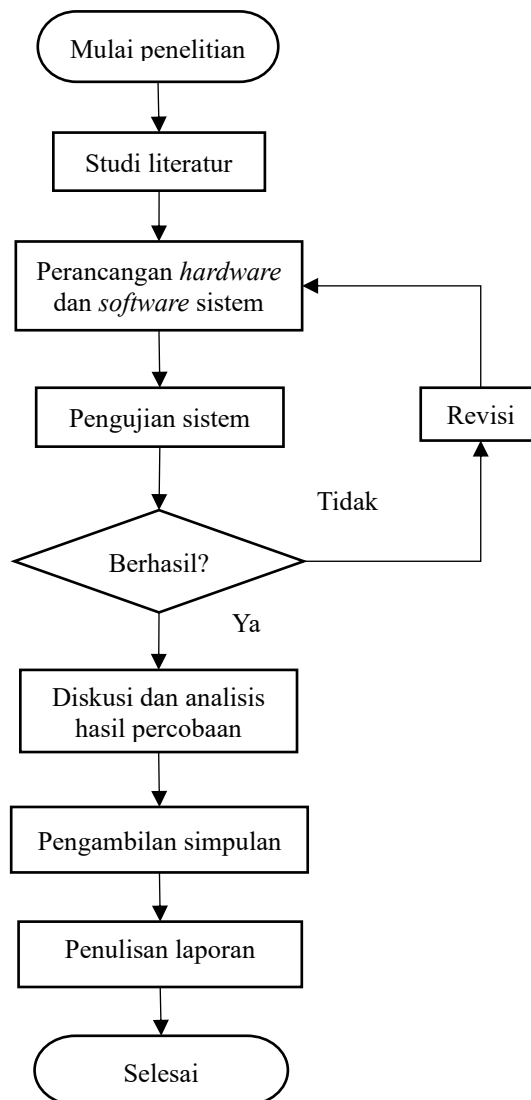 Mulai penelitian
Studi literatur
Perancangan hardware
dan software sistem
Pengujian sistem
Revisi
Tidak
Berhasil?
Ya
Diskusi dan analisis
hasil percobaan
Pengambilan simpulan
Penulisan laporan
Selesai